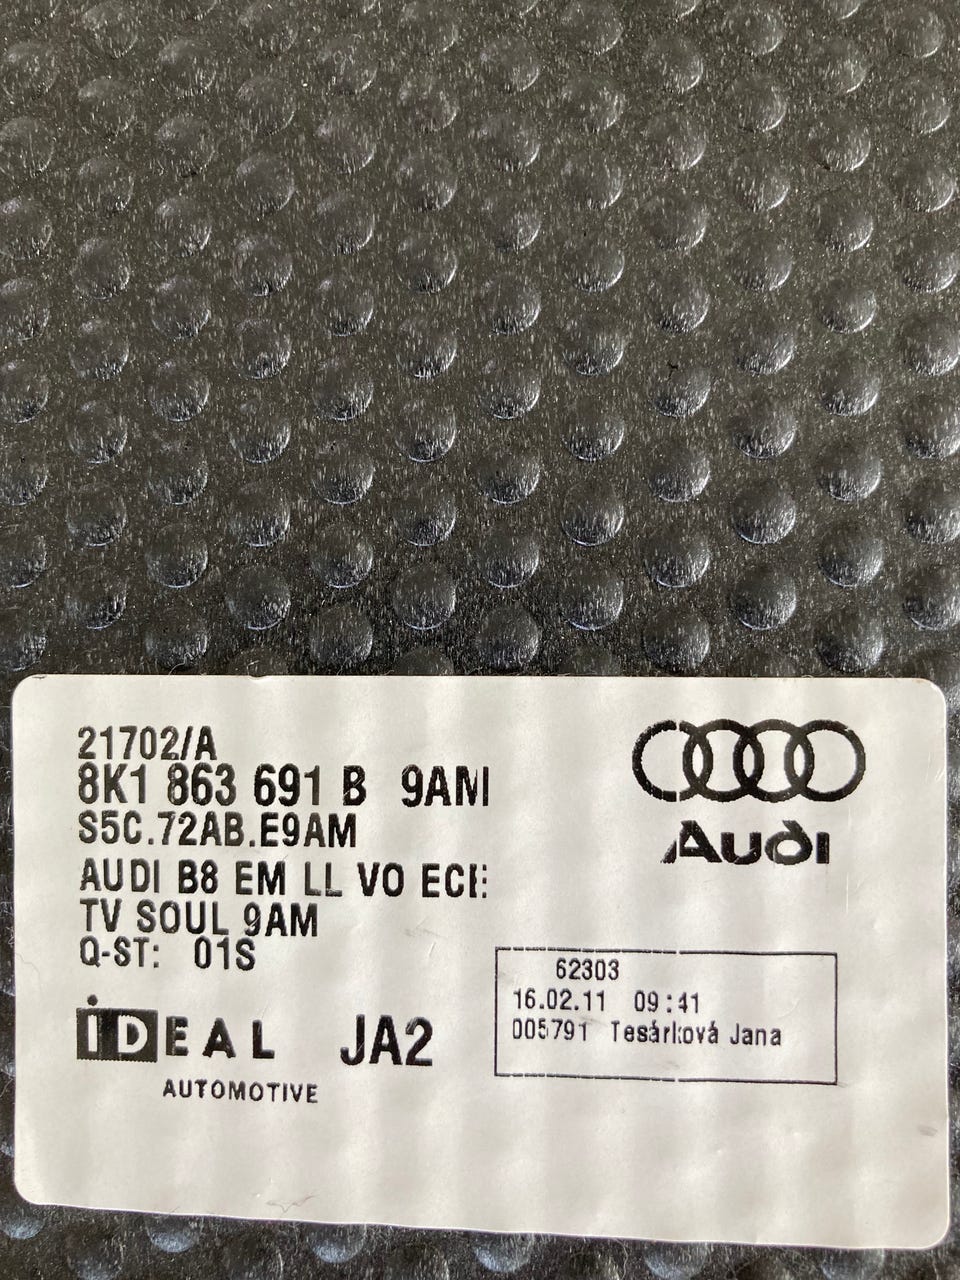 21702/A
8K1 863 691 B 9AM
S5C.72AB.E9AM
AUDI B8 EM LL VO
TV SOUL 9AM
Q-ST: 01S
Audi
62303
16.02.11 09:41
005791 Tesárková Jana
iDEAL JA2
AUTOMOTIVE